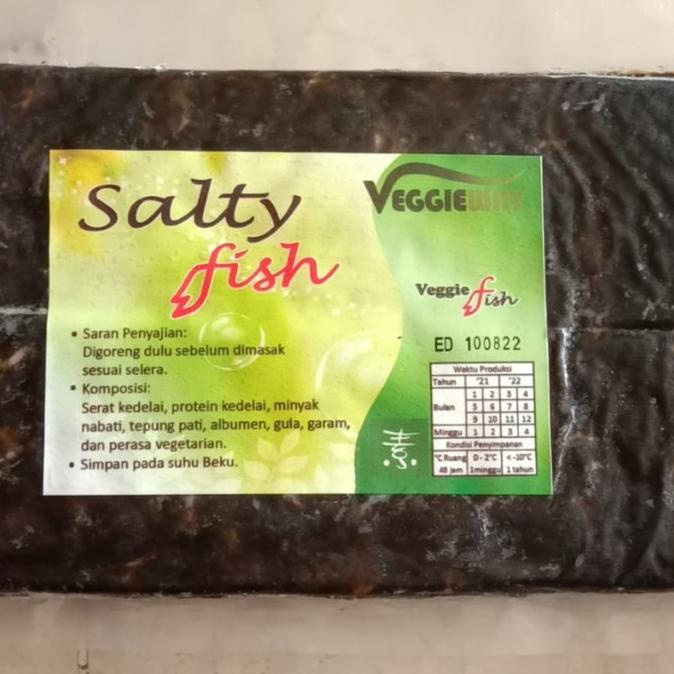 Salty
fish
VEGGIEWAY
Veggie fish
ED 100822
• Saran Penyajian:
Digoreng dulu sebelum dimasak
sesuai selera.
• Komposisi:
Serat kedelai, protein kedelai, minyak
nabati, tepung pati, albumen, gula, garam,
dan perasa vegetarian.
• Simpan pada suhu Beku.
Waktu Produksi
Tahun '21 '22
1 2 3 4
Bulan 5 6 7 8
9 10 11 12
Minggu 1 2 3 4
Kondisi Penyimpanan
°C Ruang 0 - 2°C < -10°C
48 jam 1minggu 1 tahun